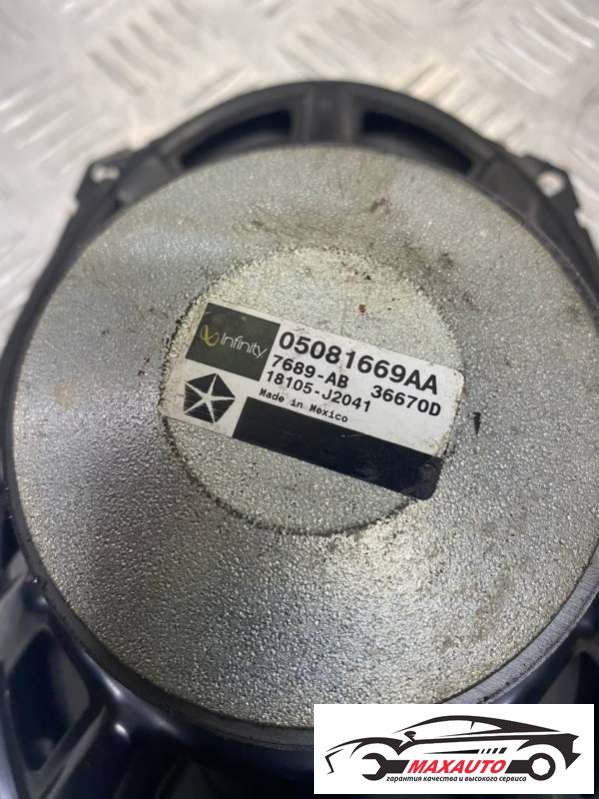 Infinity
05081669AA
7689-AB 36670D
18105-J2041
Made in Mexico
MAXAUTO
гарантия качества и высокого сервиса